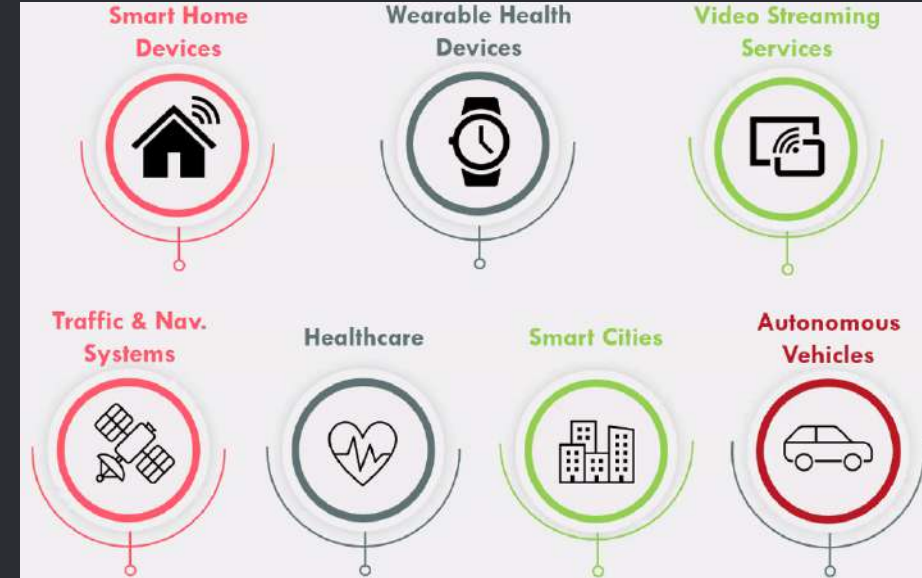 Smart Home
Devices
Wearable Health
Devices
Video Streaming
Services
Traffic & Nav.
Systems
Healthcare
Smart Cities
Autonomous
Vehicles